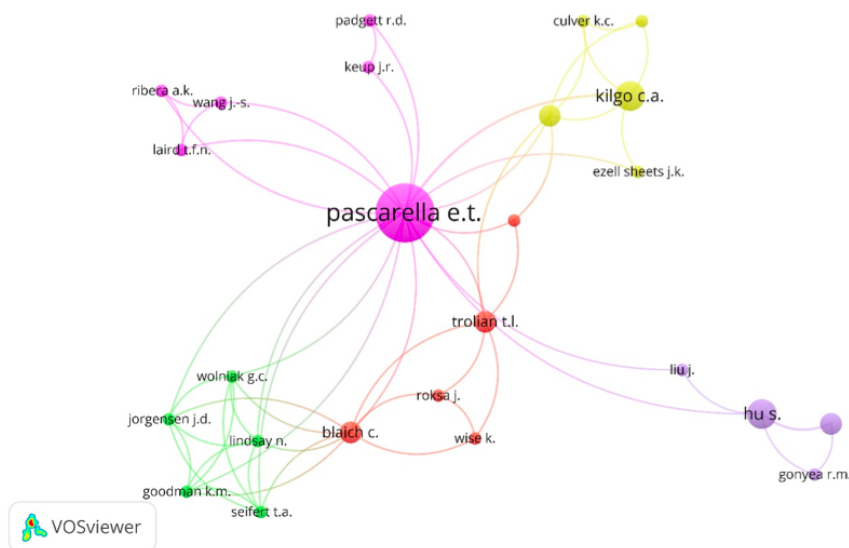 padgett r.d.
culver k.c.
keup j.r.
ribera a.k.
wang j.-s.
kilgo c.a.
laird t.f.n.
ezell sheets j.k.
pascarella e.t.
trolian t.l.
liu j.
wolniak g.c.
roksa j.
jorgensen j.d.
hu s.
lindsay n.
blaich c.
wise k.
gonyea r.m.
goodman k.m.
seifert t.a.
VOSviewer